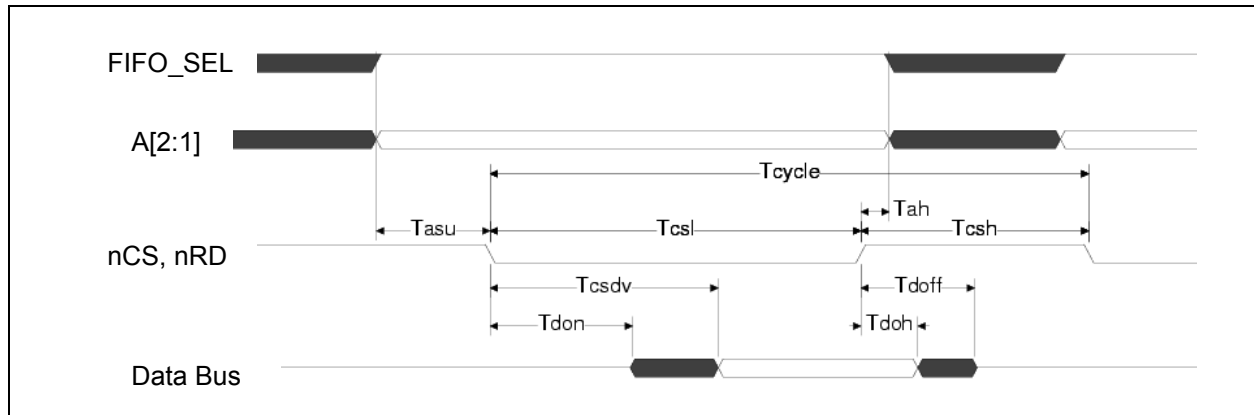 FIFO_SEL
A[2:1]
Tcycle
Tah
Tasu
Tcsl
Tcsh
nCS, nRD
Tcsdv
Tdoff
Tdon
Tdoh
Data Bus